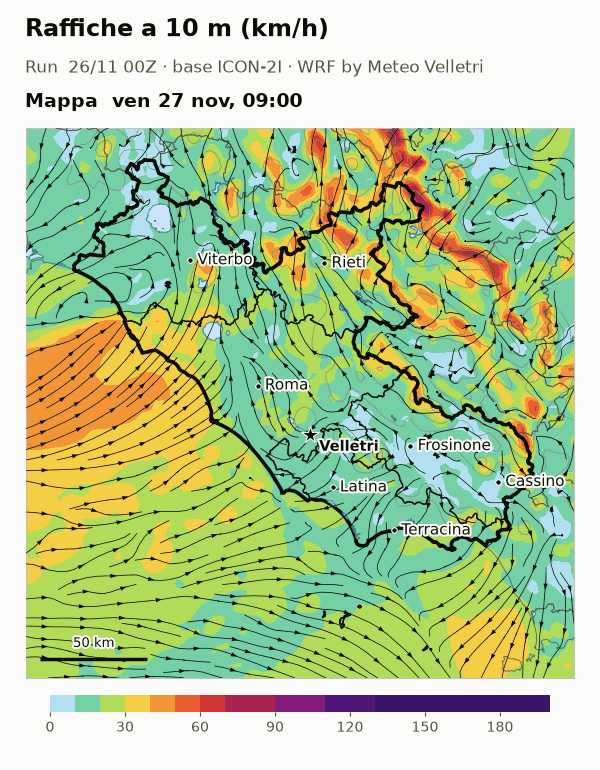 Raffiche a 10 m (km/h)
Run 26/11 00Z · base ICON-2I · WRF by Meteo Velletri
Mappa ven 27 nov, 09:00
Viterbo
Rieti
Roma
Velletri
Frosinone
Cassino
Latina
Terracina
50 km
0 30 60 90 120 150 180